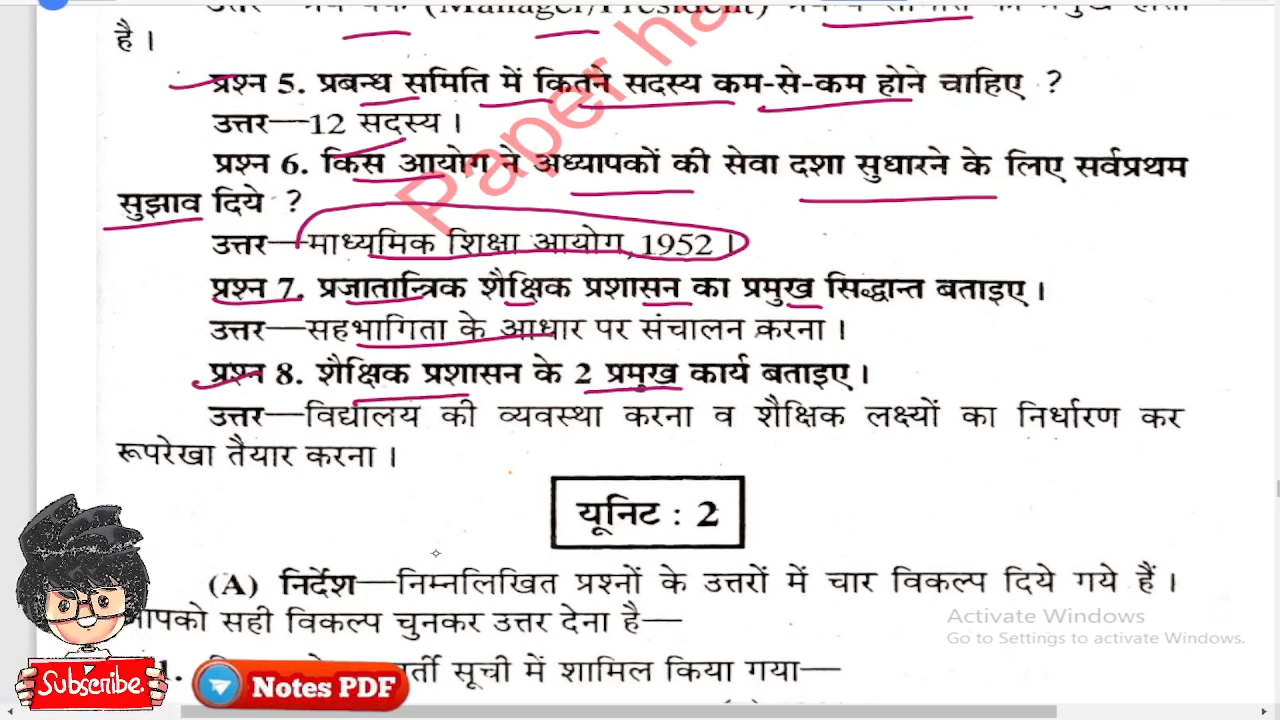 (Manager/President)
है।
प्रश्न 5. प्रबन्ध समिति में कितने सदस्य कम-से-कम होने चाहिए ?
उत्तर—12 सदस्य।
प्रश्न 6. किस आयोग ने अध्यापकों की सेवा दशा सुधारने के लिए सर्वप्रथम
सुझाव दिये ?
उत्तर—माध्यमिक शिक्षा आयोग, 1952।
प्रश्न 7. प्रजातान्त्रिक शैक्षिक प्रशासन का प्रमुख सिद्धान्त बताइए।
उत्तर—सहभागिता के आधार पर संचालन करना।
प्रश्न 8. शैक्षिक प्रशासन के 2 प्रमुख कार्य बताइए।
उत्तर—विद्यालय की व्यवस्था करना व शैक्षिक लक्ष्यों का निर्धारण कर
रूपरेखा तैयार करना।
यूनिट : 2
(A) निर्देश—निम्नलिखित प्रश्नों के उत्तरों में चार विकल्प दिये गये हैं।
आपको सही विकल्प चुनकर उत्तर देना है—
सूची में शामिल किया गया—
Paper
Activate Windows
Go to Settings to activate Windows.
Subscribe.
Notes PDF